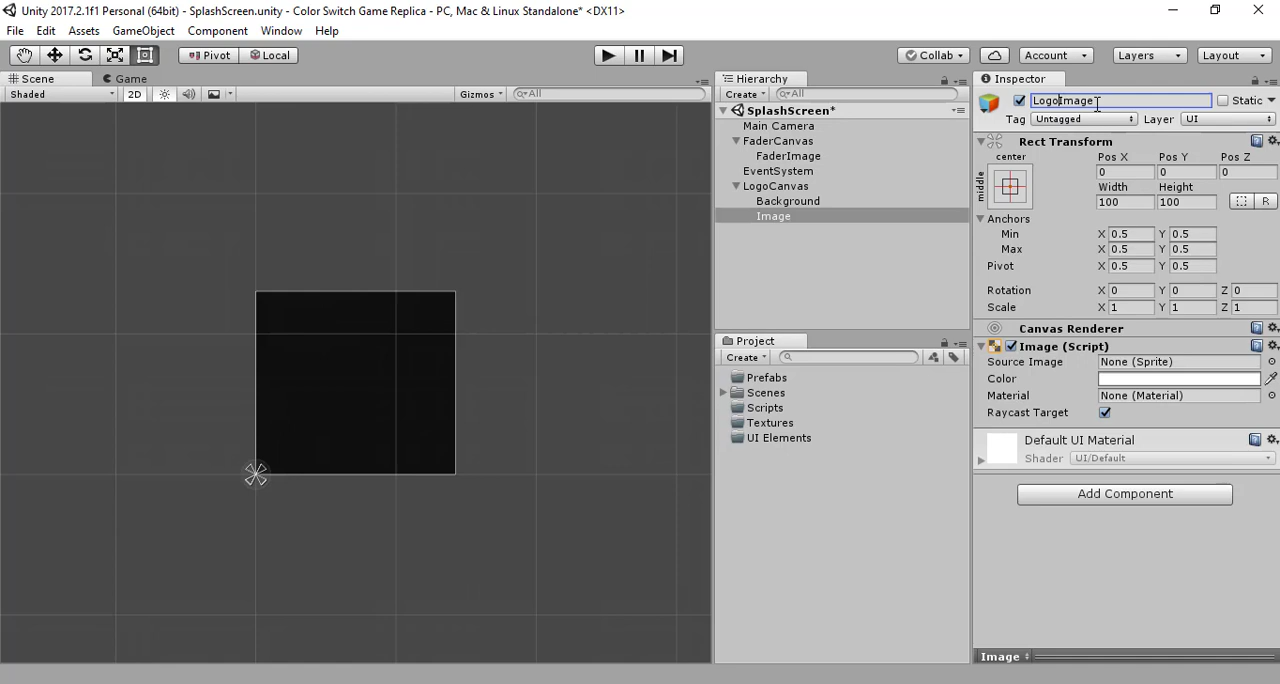 Unity 2017.2.1f1 Personal (64bit) - SplashScreen.unity - Color Switch Game Replica - PC, Mac & Linux Standalone* <DX11>
File Edit Assets GameObject Component Window Help
Pivot Local Collab Account Layers Layout
Scene Game
Shaded 2D Gizmos All
Hierarchy
Create All
SplashScreen*
Main Camera
FaderCanvas
FaderImage
EventSystem
LogoCanvas
Background
Image
Project
Create
Prefabs
Scenes
Scripts
Textures
UI Elements
Inspector
LogoImage Static
Tag Untagged Layer UI
Rect Transform
center
middle
Pos X Pos Y Pos Z
0 0 0
Width Height
100 100 R
Anchors
Min X 0.5 Y 0.5
Max X 0.5 Y 0.5
Pivot X 0.5 Y 0.5
Rotation X 0 Y 0 Z 0
Scale X 1 Y 1 Z 1
Canvas Renderer
Image (Script)
Source Image None (Sprite)
Color
Material None (Material)
Raycast Target
Default UI Material
Shader UI/Default
Add Component
Image